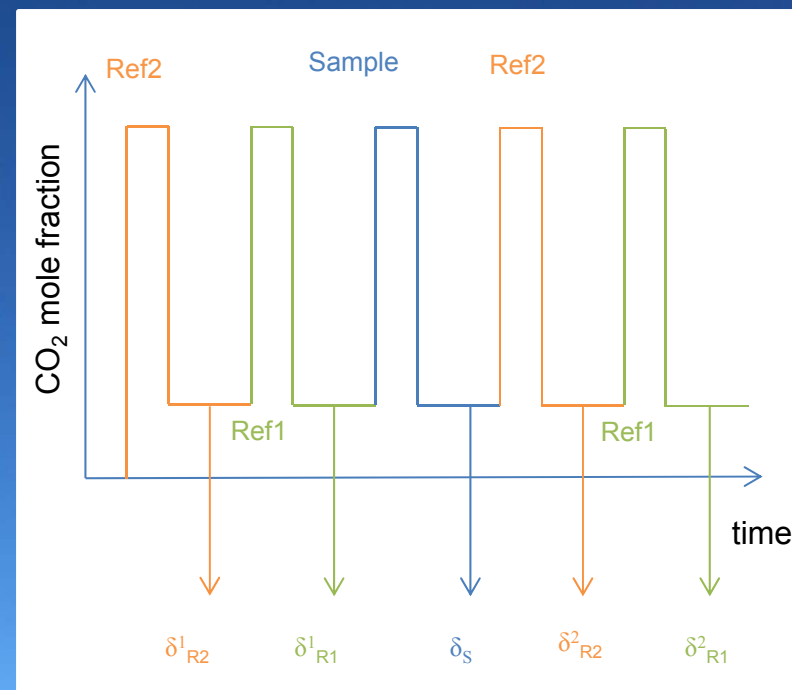 Ref2 Sample Ref2
CO₂ mole fraction
Ref1 Ref1
time
δ¹R2 δ¹R1 δS δ²R2 δ²R1